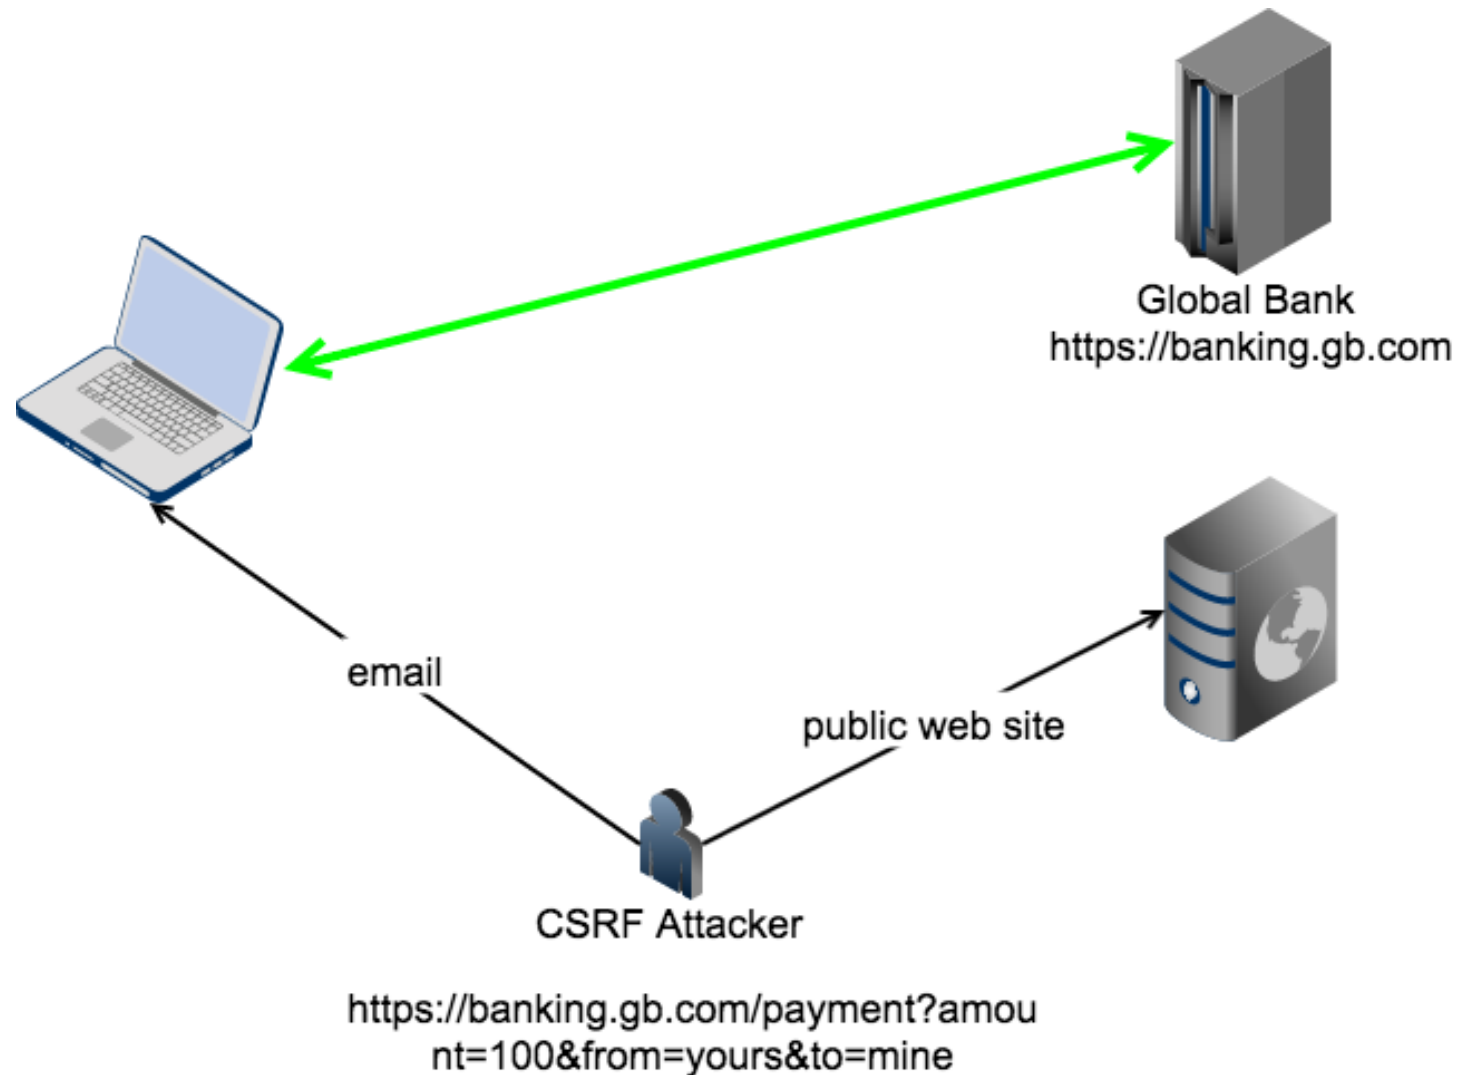 Global Bank
https://banking.gb.com
email
public web site
CSRF Attacker
https://banking.gb.com/payment?amou
nt=100&from=yours&to=mine